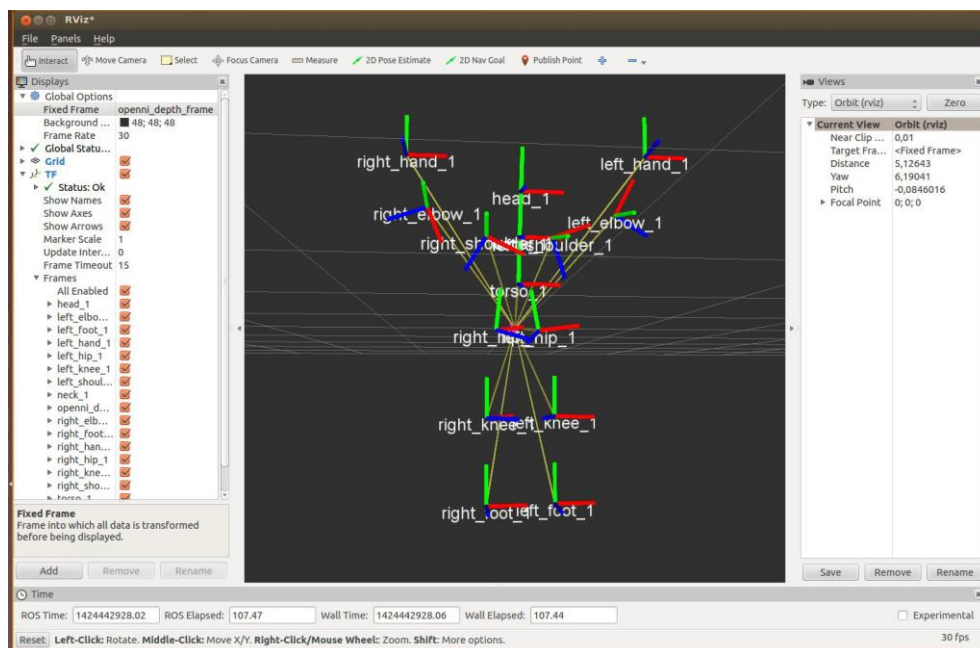 RViz*
File Panels Help
Interact Move Camera Select Focus Camera Measure 2D Pose Estimate 2D Nav Goal Publish Point
Displays
Global Options
Fixed Frame openni_depth_frame
Background ... 48; 48; 48
Frame Rate 30
Global Statu...
Grid
TF
Status: Ok
Show Names
Show Axes
Show Arrows
Marker Scale 1
Update Inter... 0
Frame Timeout 15
Frames
All Enabled
head_1
left_elbo...
left_foot_1
left_hand_1
left_hip_1
left_knee_1
left_shoul...
neck_1
openni_d...
right_elb...
right_foot...
right_han...
right_hip_1
right_kne...
right_sho...
torso_1
Fixed Frame
Frame into which all data is transformed
before being displayed.
Add Remove Rename
right_hand_1 left_hand_1
head_1
right_elbow_1 left_elbow_1
torso_1
left_hip_1
right_knee_1 left_knee_1
right_foot_1 left_foot_1
Views
Type: Orbit (rviz) Zero
Current View Orbit (rviz)
Near Clip ... 0,01
Target Fra... <Fixed Frame>
Distance 5,12643
Yaw 6,19041
Pitch -0,0846016
Focal Point 0; 0; 0
Save Remove Rename
Time
ROS Time: 1424442928.02 ROS Elapsed: 107.47 Wall Time: 1424442928.06 Wall Elapsed: 107.44 Experimental
Reset Left-Click: Rotate. Middle-Click: Move X/Y. Right-Click/Mouse Wheel:: Zoom. Shift: More options. 30 fps